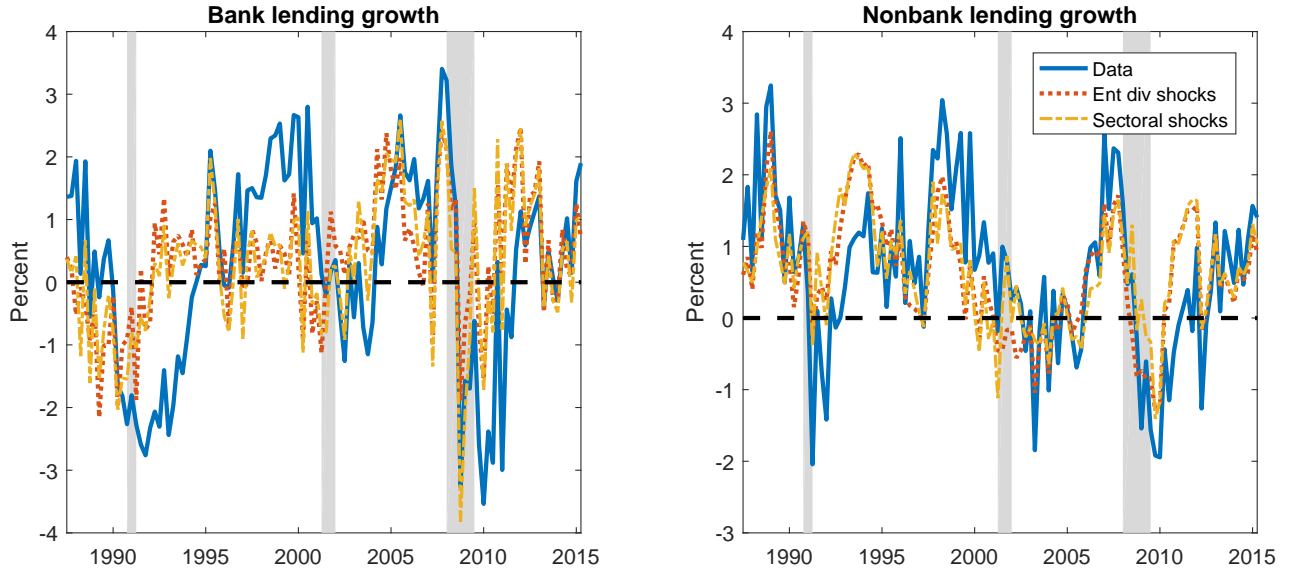 Bank lending growth
Percent
4
3
2
1
0
-1
-2
-3
-4
1990 1995 2000 2005 2010 2015
Nonbank lending growth
Data
Ent div shocks
Sectoral shocks
Percent
4
3
2
1
0
-1
-2
-3
1990 1995 2000 2005 2010 2015